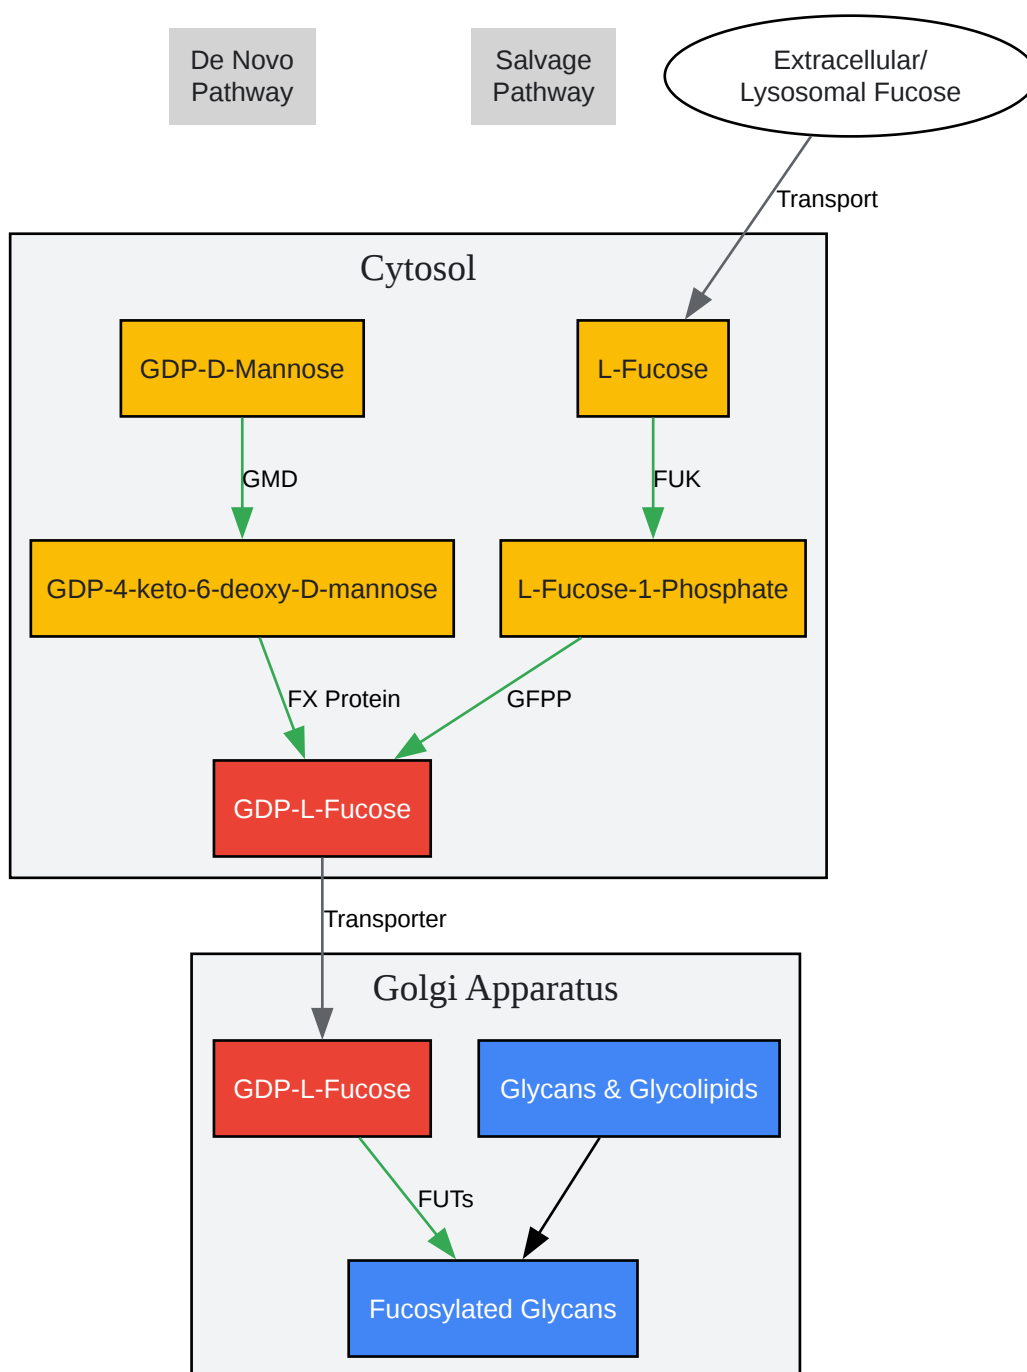 De Novo
Pathway
Salvage
Pathway
Extracellular/
Lysosomal Fucose
Transport
Cytosol
GDP-D-Mannose
L-Fucose
GMD
FUK
GDP-4-keto-6-deoxy-D-mannose
L-Fucose-1-Phosphate
FX Protein
GFPP
GDP-L-Fucose
Transporter
Golgi Apparatus
GDP-L-Fucose
Glycans & Glycolipids
FUTs
Fucosylated Glycans